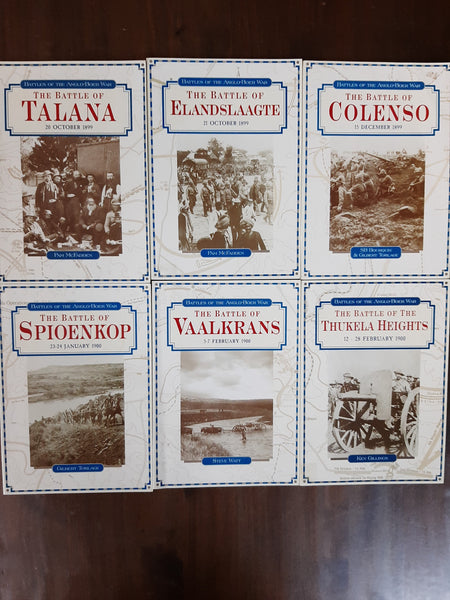 BATTLES OF THE ANGLO-BOER WAR
THE BATTLE OF
TALANA
20 OCTOBER 1899
PAM MCFADDEN
BATTLES OF THE ANGLO-BOER WAR
THE BATTLE OF
ELANDSLAAGTE
21 OCTOBER 1899
PAM MCFADDEN
BATTLES OF THE ANGLO-BOER WAR
THE BATTLE OF
COLENSO
15 DECEMBER 1899
SB BOURQUIN
& GILBERT TORLAGE
BATTLES OF THE ANGLO-BOER WAR
THE BATTLE OF
SPIOENKOP
23-24 JANUARY 1900
GILBERT TORLAGE
BATTLES OF THE ANGLO-BOER WAR
THE BATTLE OF
VAALKRANS
5-7 FEBRUARY 1900
STEVE WATT
BATTLES OF THE ANGLO-BOER WAR
THE BATTLE OF THE
THUKELA HEIGHTS
12 - 28 FEBRUARY 1900
KEN GILLINGS